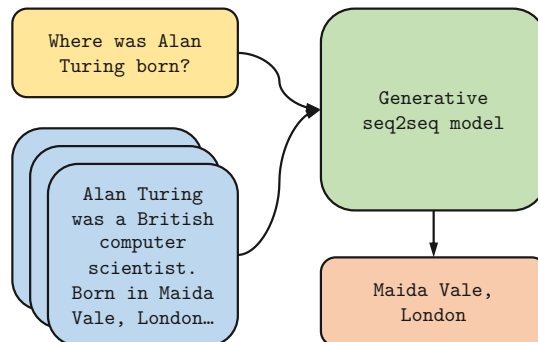 Where was Alan
Turing born?
Generative
seq2seq model
Alan Turing
was a British
computer
scientist.
Born in Maida
Vale, London…
Maida Vale,
London